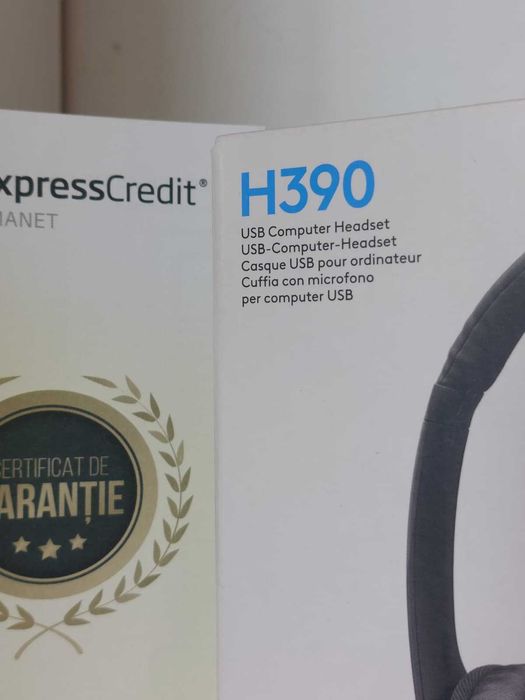 xpressCredit®
ANET
CERTIFICAT DE
ARANȚIE
H390
USB Computer Headset
USB-Computer-Headset
Casque USB pour ordinateur
Cuffia con microfono
per computer USB